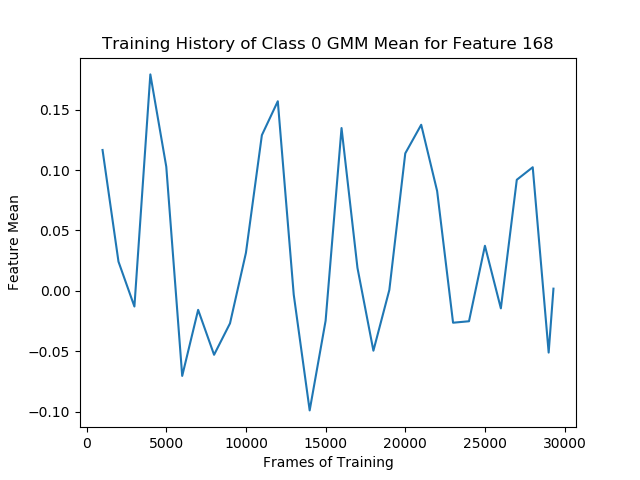 Training History of Class 0 GMM Mean for Feature 168
Feature Mean
0.15
0.10
0.05
0.00
−0.05
−0.10
0 5000 10000 15000 20000 25000 30000
Frames of Training